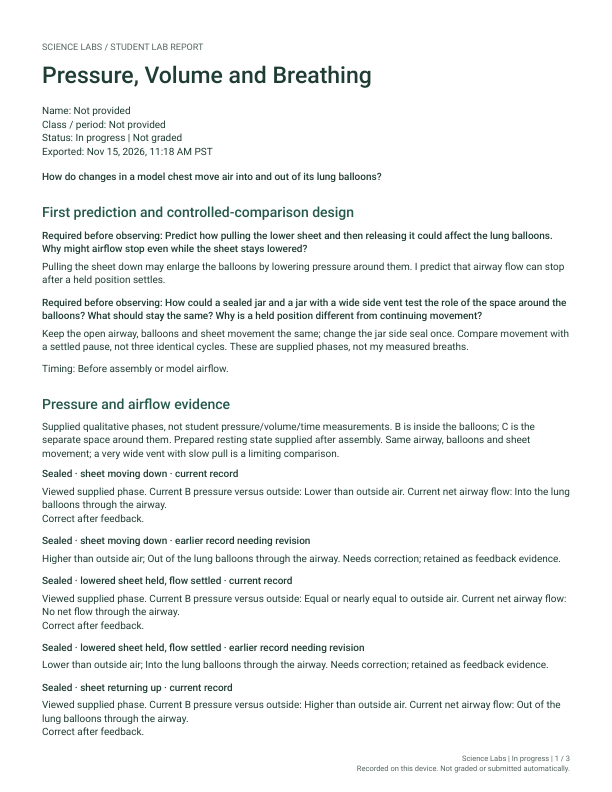 SCIENCE LABS / STUDENT LAB REPORT
Pressure, Volume and Breathing
Name: Not provided
Class / period: Not provided
Status: In progress | Not graded
Exported: Nov 15, 2026, 11:18 AM PST
How do changes in a model chest move air into and out of its lung balloons?
First prediction and controlled-comparison design
Required before observing: Predict how pulling the lower sheet and then releasing it could affect the lung balloons.
Why might airflow stop even while the sheet stays lowered?
Pulling the sheet down may enlarge the balloons by lowering pressure around them. I predict that airway flow can stop
after a held position settles.
Required before observing: How could a sealed jar and a jar with a wide side vent test the role of the space around the
balloons? What should stay the same? Why is a held position different from continuing movement?
Keep the open airway, balloons and sheet movement the same; change the jar side seal once. Compare movement with
a settled pause, not three identical cycles. These are supplied phases, not my measured breaths.
Timing: Before assembly or model airflow.
Pressure and airflow evidence
Supplied qualitative phases, not student pressure/volume/time measurements. B is inside the balloons; C is the
separate space around them. Prepared resting state supplied after assembly. Same airway, balloons and sheet
movement; a very wide vent with slow pull is a limiting comparison.
Sealed · sheet moving down · current record
Viewed supplied phase. Current B pressure versus outside: Lower than outside air. Current net airway flow: Into the lung
balloons through the airway.
Correct after feedback.
Sealed · sheet moving down · earlier record needing revision
Higher than outside air; Out of the lung balloons through the airway. Needs correction; retained as feedback evidence.
Sealed · lowered sheet held, flow settled · current record
Viewed supplied phase. Current B pressure versus outside: Equal or nearly equal to outside air. Current net airway flow:
No net flow through the airway.
Correct after feedback.
Sealed · lowered sheet held, flow settled · earlier record needing revision
Lower than outside air; Into the lung balloons through the airway. Needs correction; retained as feedback evidence.
Sealed · sheet returning up · current record
Viewed supplied phase. Current B pressure versus outside: Higher than outside air. Current net airway flow: Out of the
lung balloons through the airway.
Correct after feedback.
Science Labs | In progress | 1 / 3
Recorded on this device. Not graded or submitted automatically.